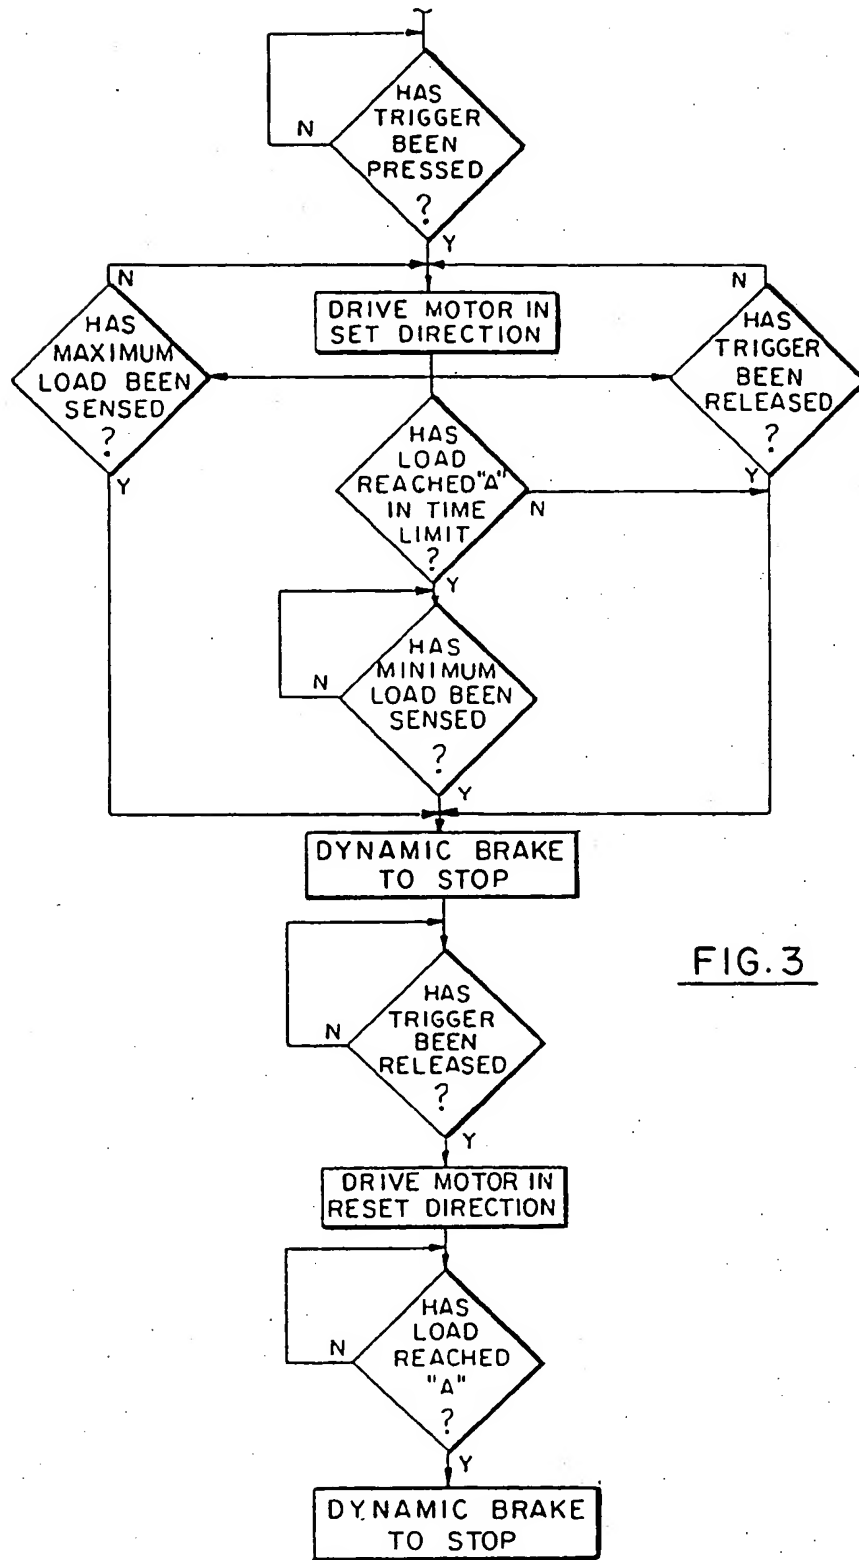 HAS
TRIGGER
BEEN
PRESSED
?
N
Y
DRIVE MOTOR IN
SET DIRECTION
N
HAS
MAXIMUM
LOAD BEEN
SENSED
?
Y
N
HAS
TRIGGER
BEEN
RELEASED
?
Y
HAS
LOAD
REACHED "A"
IN TIME
LIMIT
?
N
Y
HAS
MINIMUM
LOAD BEEN
SENSED
?
N
Y
DYNAMIC BRAKE
TO STOP
FIG. 3
HAS
TRIGGER
BEEN
RELEASED
?
N
Y
DRIVE MOTOR IN
RESET DIRECTION
HAS
LOAD
REACHED
"A"
?
N
Y
DYNAMIC BRAKE
TO STOP